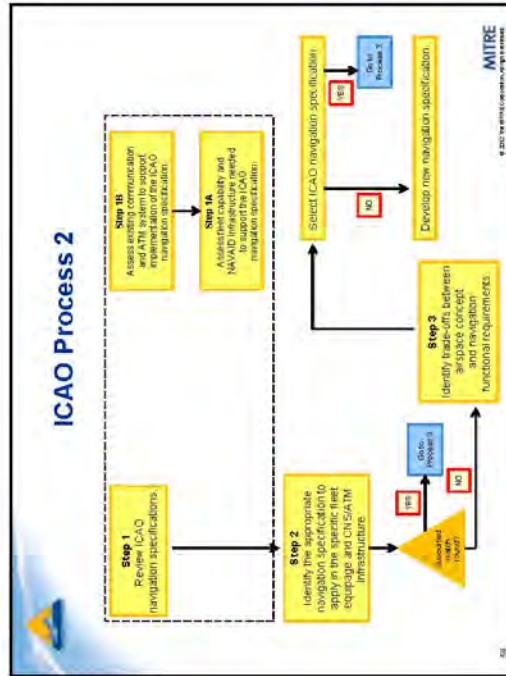 ICAO Process 2
Step 1
Review ICAO
navigation specifications.
Step 1B
Assess existing communication
and ATM system to support
implementation of the ICAO
navigation specification
Step 1A
Assess fleet capability and
NAVAID Infrastructure needed
to support the ICAO
navigation specification
Step 2
Identify the appropriate
navigation specification to
apply in the specific fleet
equipage and CNS/ATM
infrastructure.
match
YES
Go to
Process 3
NO
Step 3
Identify trade-offs between
airspace concept
and navigation
functional requirements.
Select ICAO navigation specification
YES
Go to
Process 3
NO
Develop new navigation specification.
MITRE